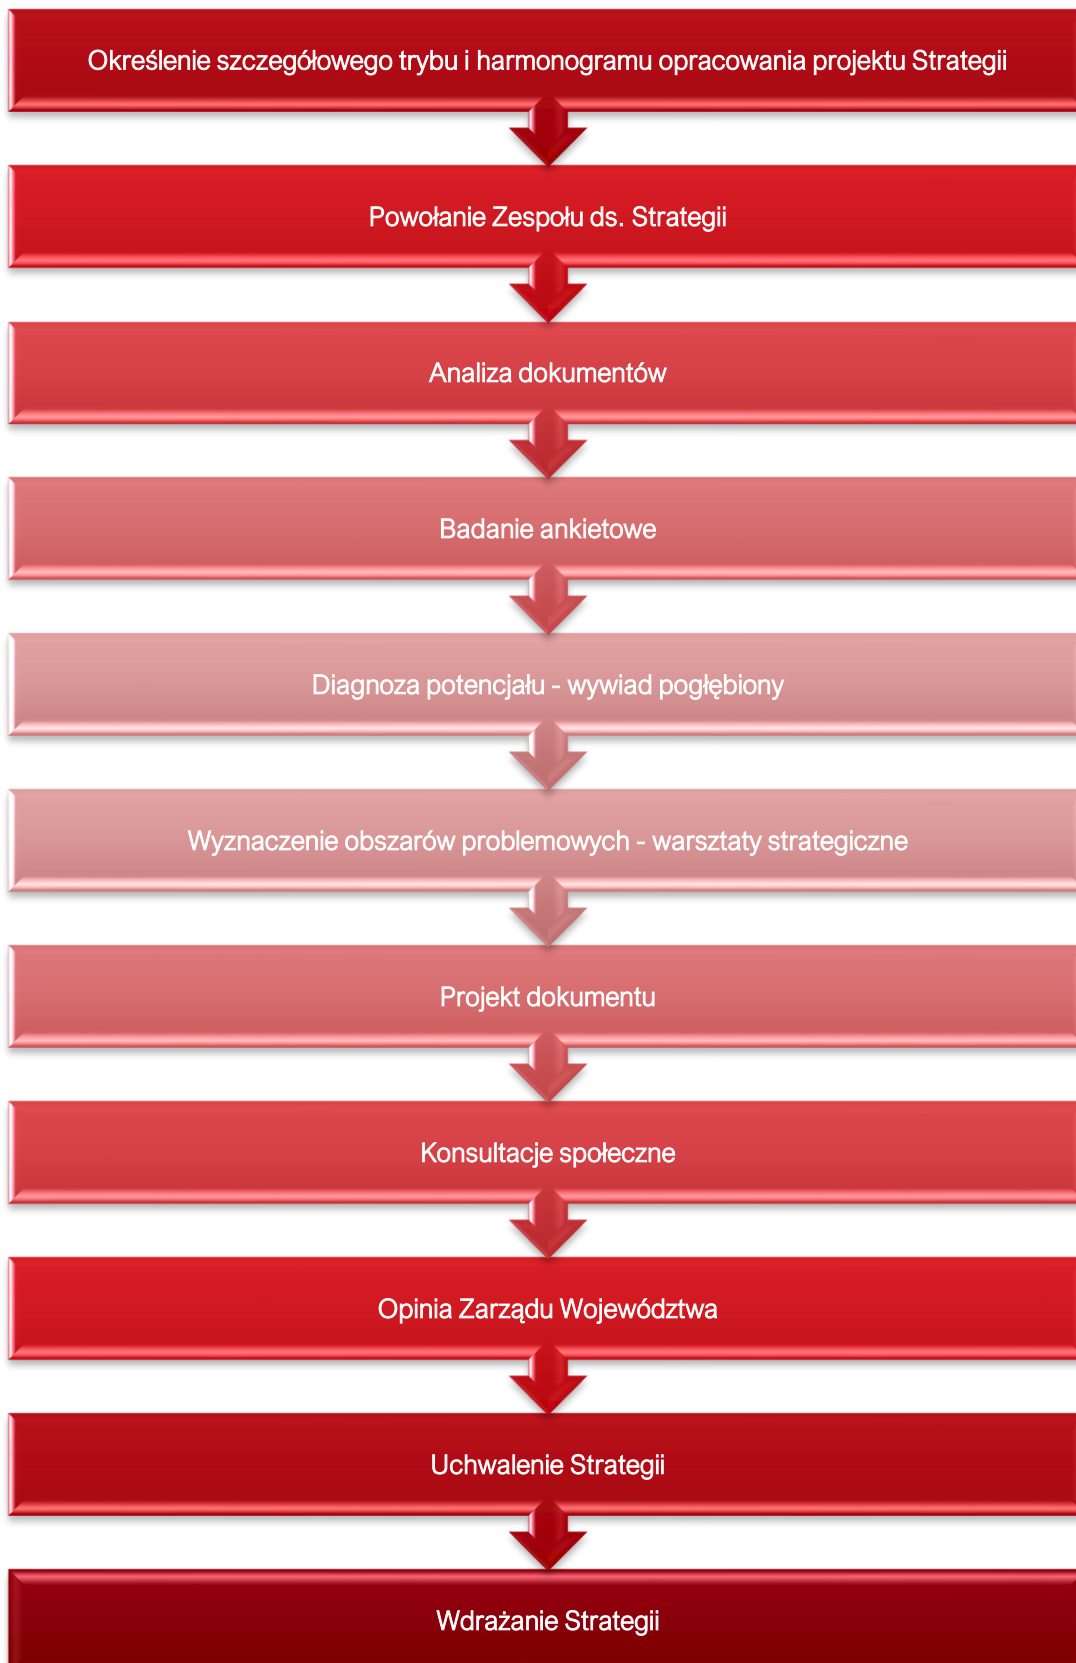 Określenie szczegółowego trybu i harmonogramu opracowania projektu Strategii
Powołanie Zespołu ds. Strategii
Analiza dokumentów
Badanie ankietowe
Diagnoza potencjału - wywiad pogłębiony
Wyznaczenie obszarów problemowych - warsztaty strategiczne
Projekt dokumentu
Konsultacje społeczne
Opinia Zarządu Województwa
Uchwalenie Strategii
Wdrażanie Strategii